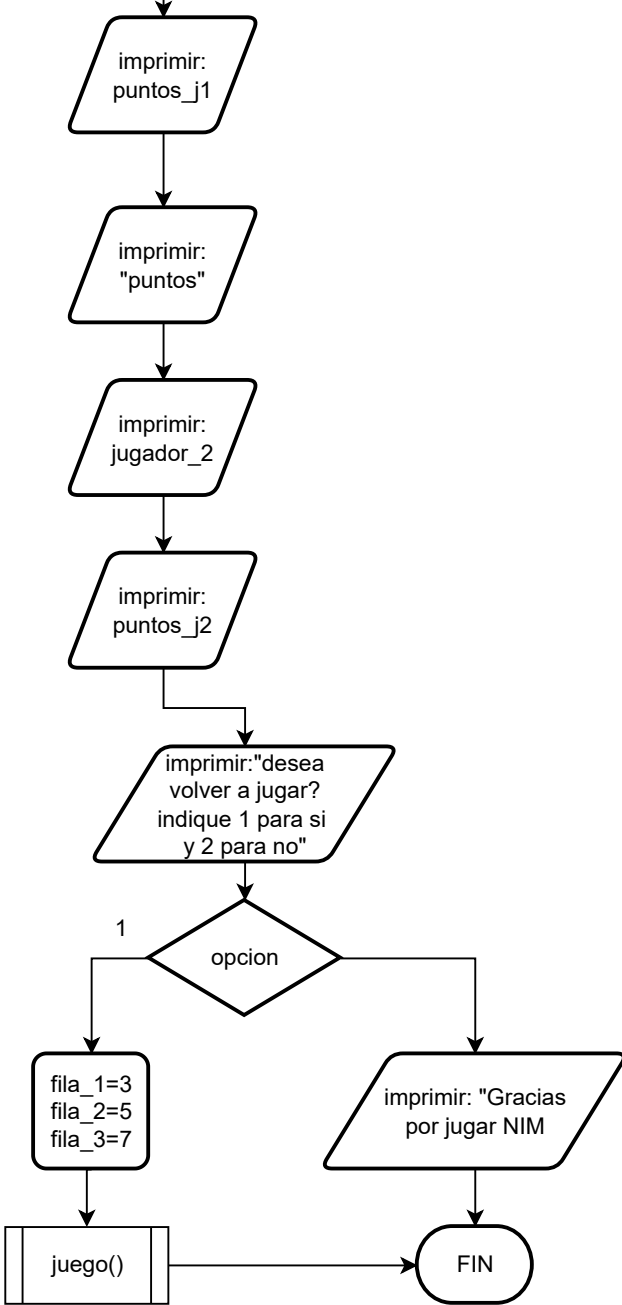 imprimir:
puntos_j1
imprimir:
"puntos"
imprimir:
jugador_2
imprimir:
puntos_j2
imprimir:"desea
volver a jugar?
indique 1 para si
y 2 para no"
1
opcion
fila_1=3
fila_2=5
fila_3=7
imprimir: "Gracias
por jugar NIM
juego()
FIN